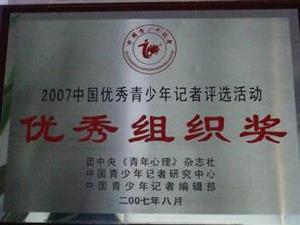 2007中国优秀青少年记者评选活动
优秀组织奖
团中央《青年心理》杂志社
中国青少年记者研究中心
中国青少年记者编辑部
二00七年八月